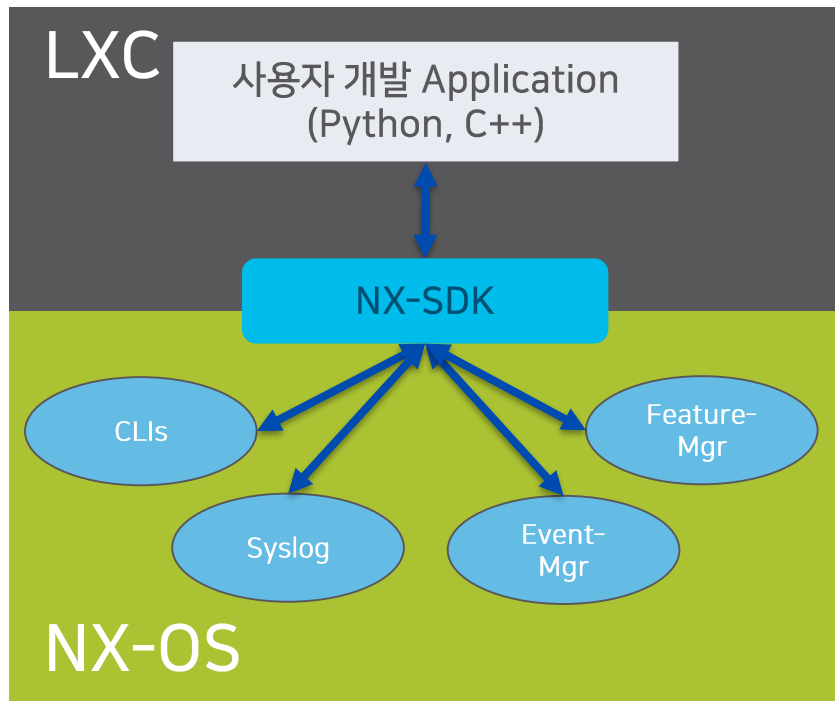 LXC
사용자 개발 Application
(Python, C++)
NX-SDK
CLIs
Syslog
Event-
Mgr
Feature-
Mgr
NX-OS